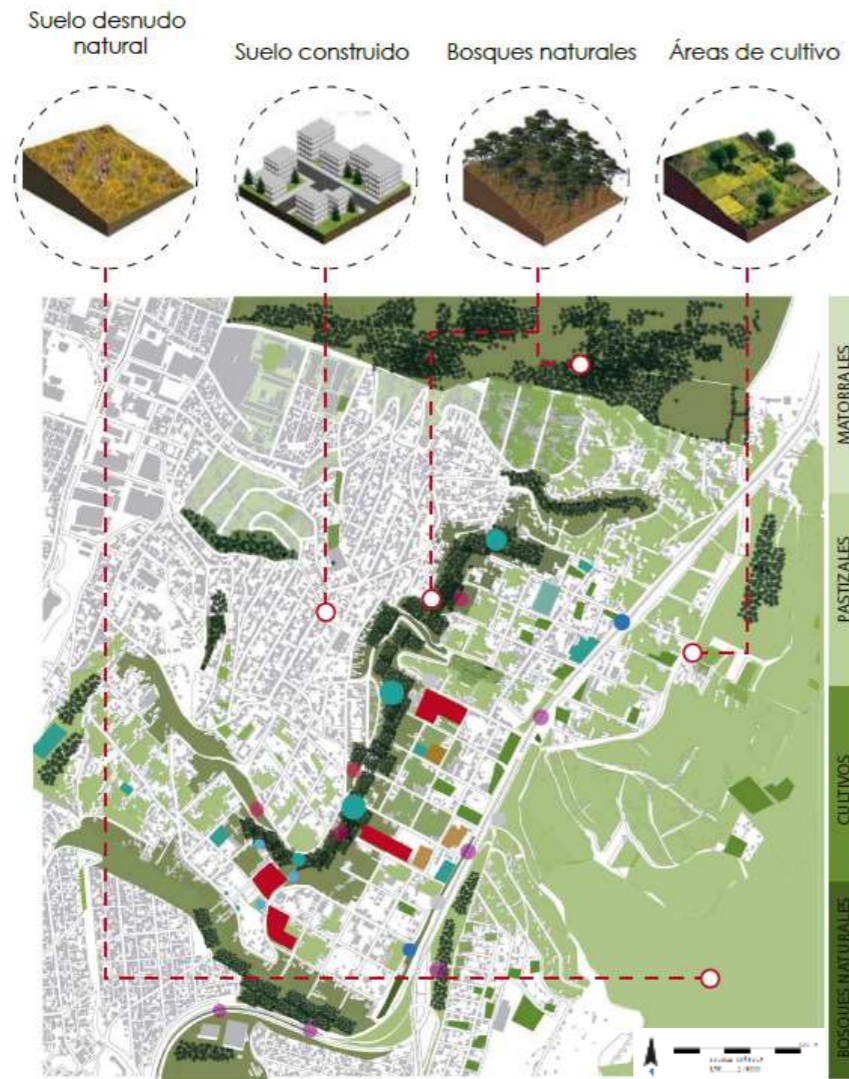 Suelo desnudo
natural
Suelo construido
Bosques naturales
Áreas de cultivo
MATORRALES
PASTIZALES
CULTIVOS
BOSQUES NATURALES